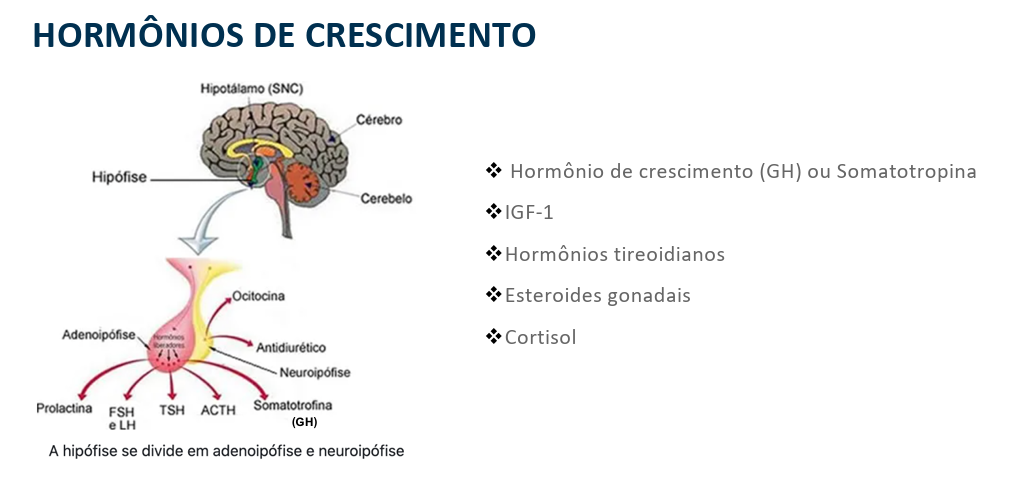 HORMÔNIOS DE CRESCIMENTO
Hipotálamo (SNC)
Cérebro
Hipófise
Cerebelo
Ocitocina
Adenoipófise
Hormônios
liberadores
Antidiurético
Neuroipófise
Prolactina
FSH
e LH
TSH
ACTH
Somatotrofina
(GH)
A hipófise se divide em adenoipófise e neuroipófise
❖ Hormônio de crescimento (GH) ou Somatotropina
❖ IGF-1
❖ Hormônios tireoidianos
❖ Esteroides gonadais
❖ Cortisol